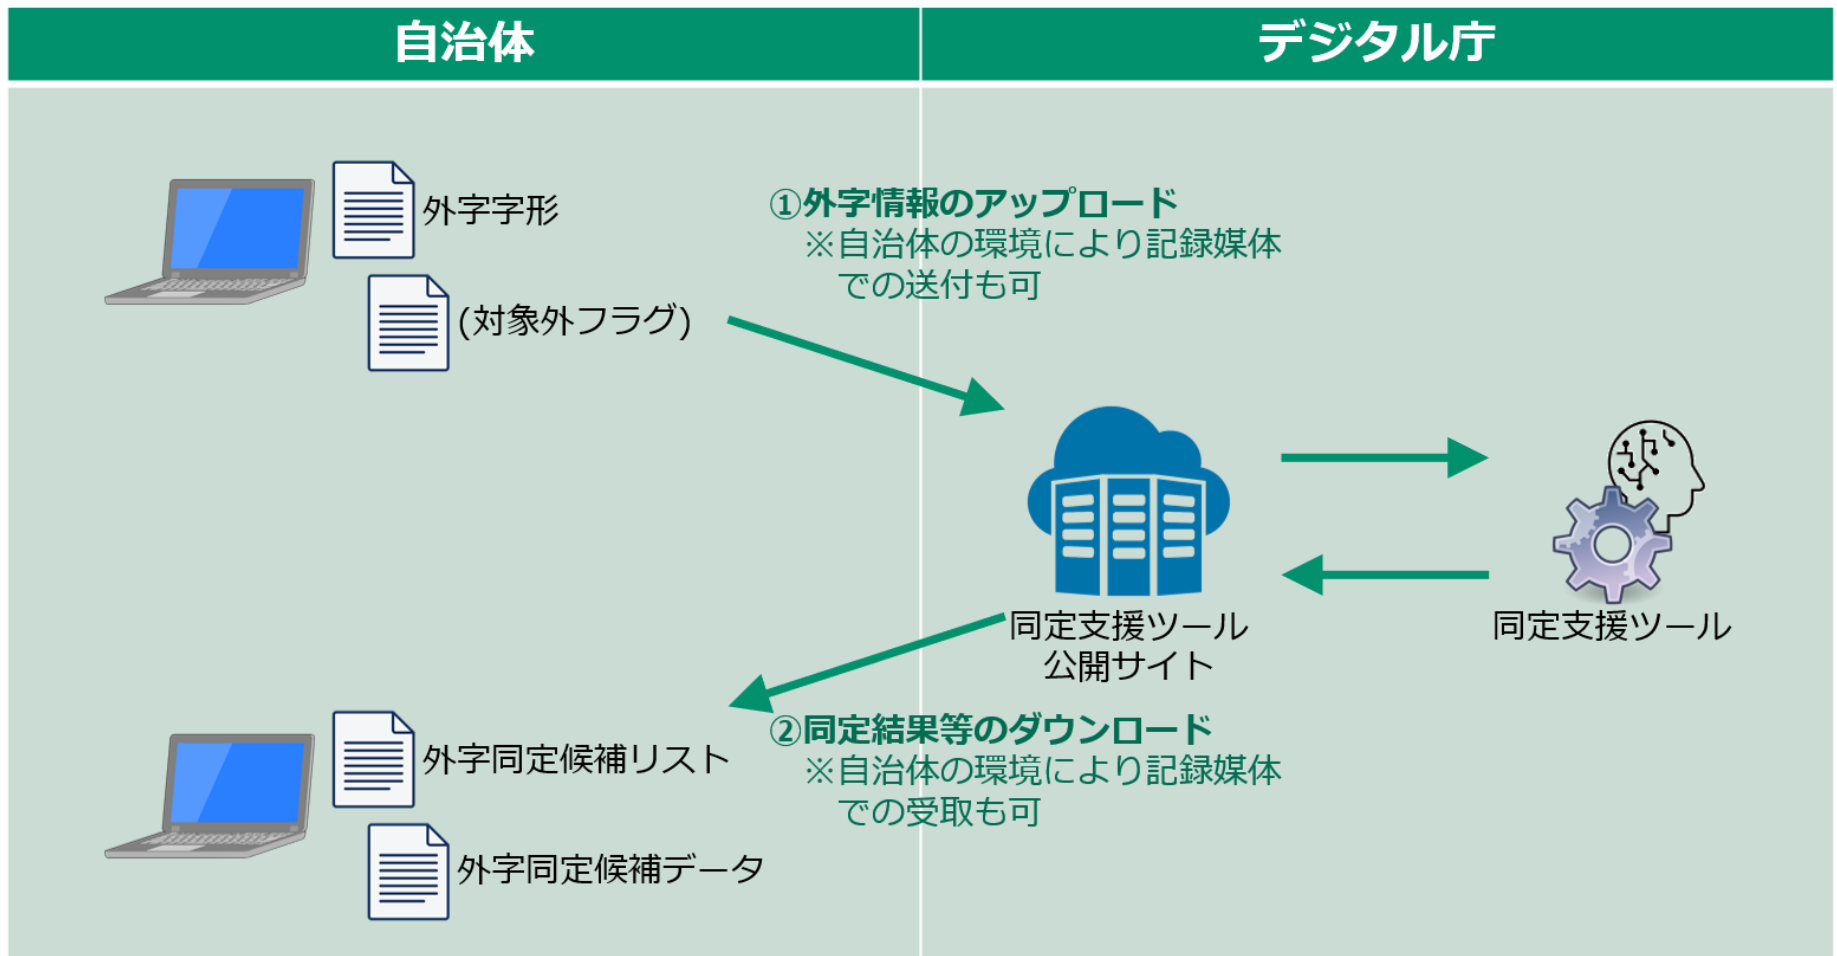 自治体
デジタル庁
外字字形
(対象外フラグ)
①外字情報のアップロード
※自治体の環境により記録媒体
での送付も可
同定支援ツール
公開サイト
同定支援ツール
②同定結果等のダウンロード
※自治体の環境により記録媒体
での受取も可
外字同定候補リスト
外字同定候補データ